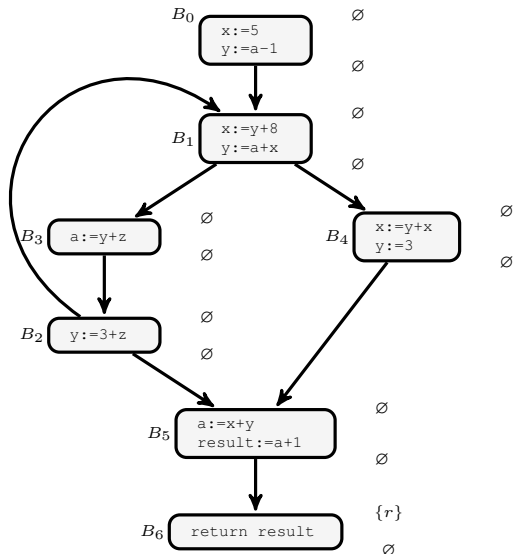 B0 x:=5 ∅
y:=a-1
∅
B1 x:=y+8 ∅
y:=a+x
∅
B3 a:=y+z ∅
∅
B4 x:=y+x ∅
y:=3
∅
B2 y:=3+z ∅
∅
B5 a:=x+y ∅
result:=a+1
∅
B6 return result {r}
∅